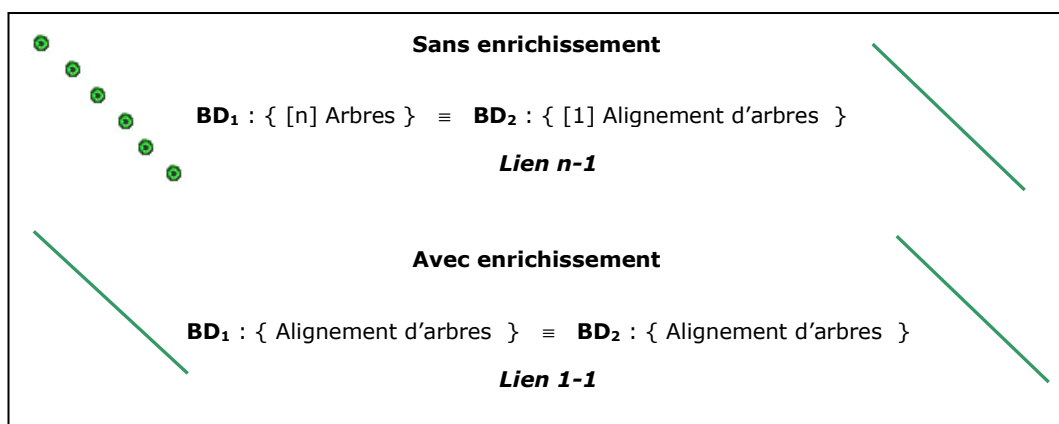 Sans enrichissement
BD₁ : { [n] Arbres } ≡ BD₂ : { [1] Alignement d’arbres }
Lien n-1
Avec enrichissement
BD₁ : { Alignement d’arbres } ≡ BD₂ : { Alignement d’arbres }
Lien 1-1